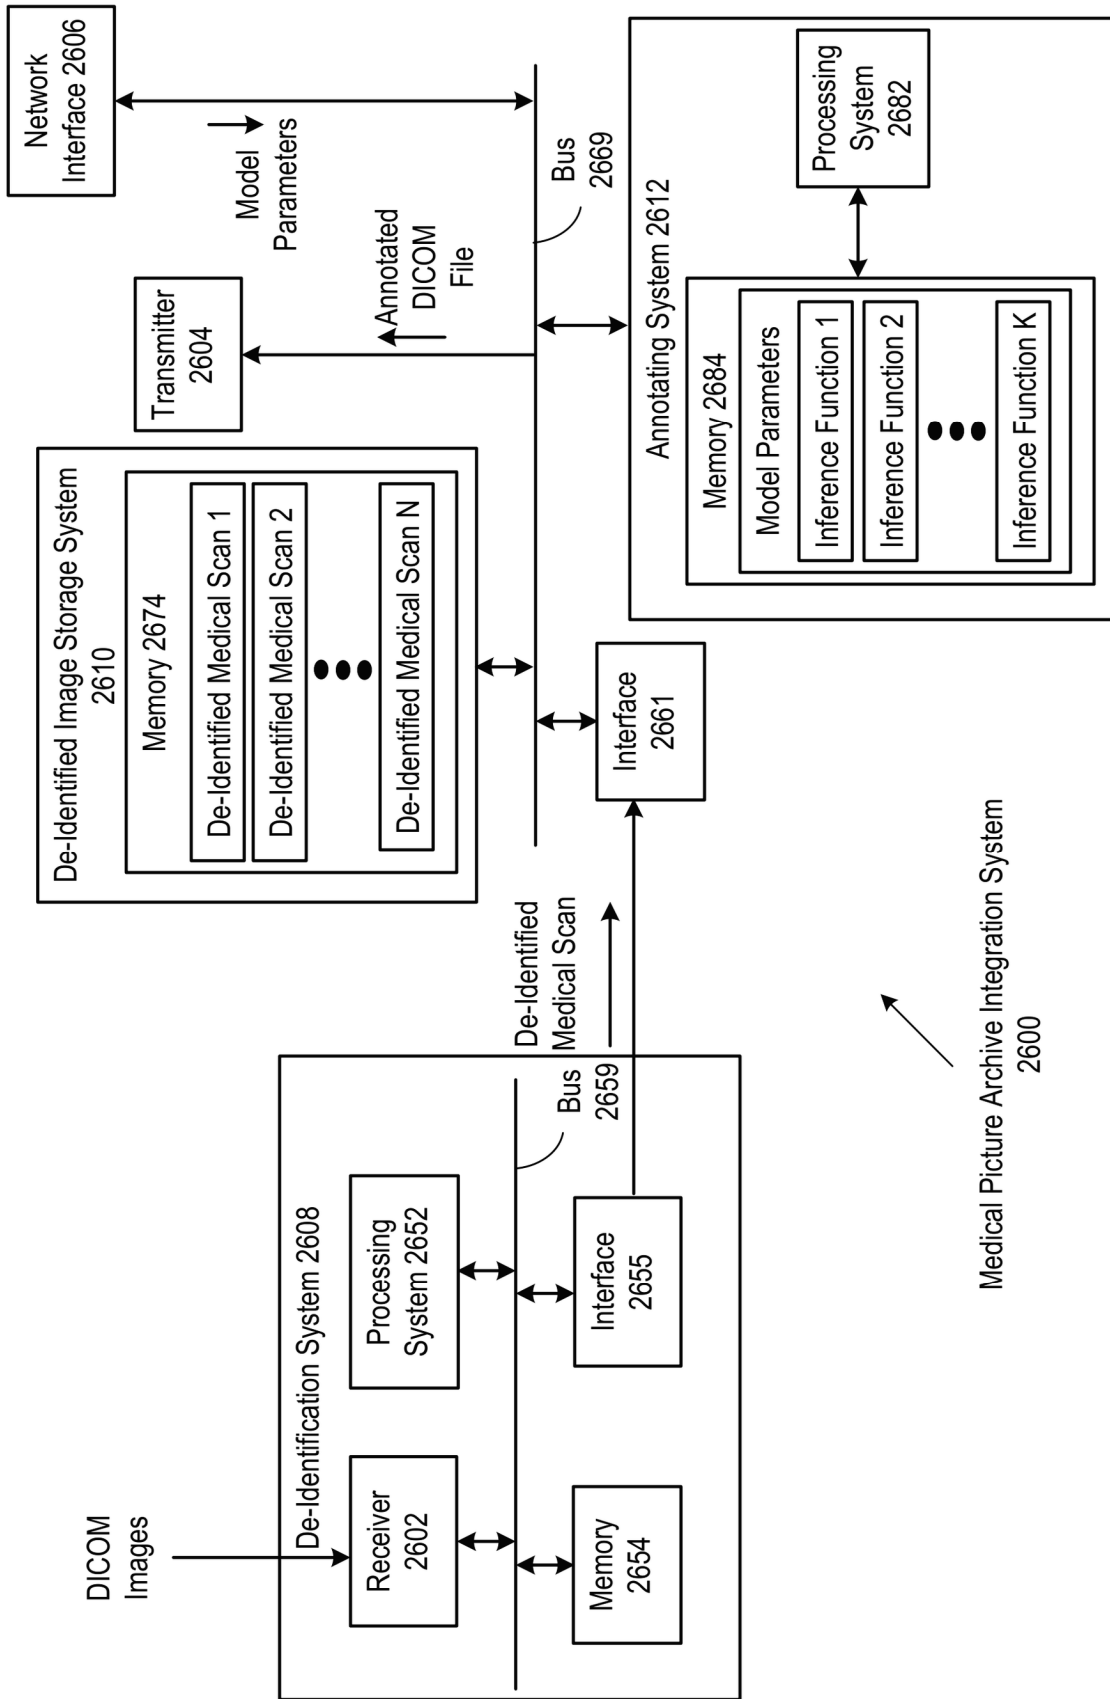 DICOM
Images
De-Identification System 2608
Receiver
2602
Processing
System 2652
Bus
2659
Memory
2654
Interface
2655
De-Identified
Medical Scan
De-Identified Image Storage System
2610
Memory 2674
De-Identified Medical Scan 1
De-Identified Medical Scan 2
De-Identified Medical Scan N
Transmitter
2604
Annotated
DICOM
File
Network
Interface 2606
Model
Parameters
Bus
2669
Interface
2661
Annotating System 2612
Memory 2684
Model Parameters
Inference Function 1
Inference Function 2
Inference Function K
Processing
System
2682
Medical Picture Archive Integration System
2600